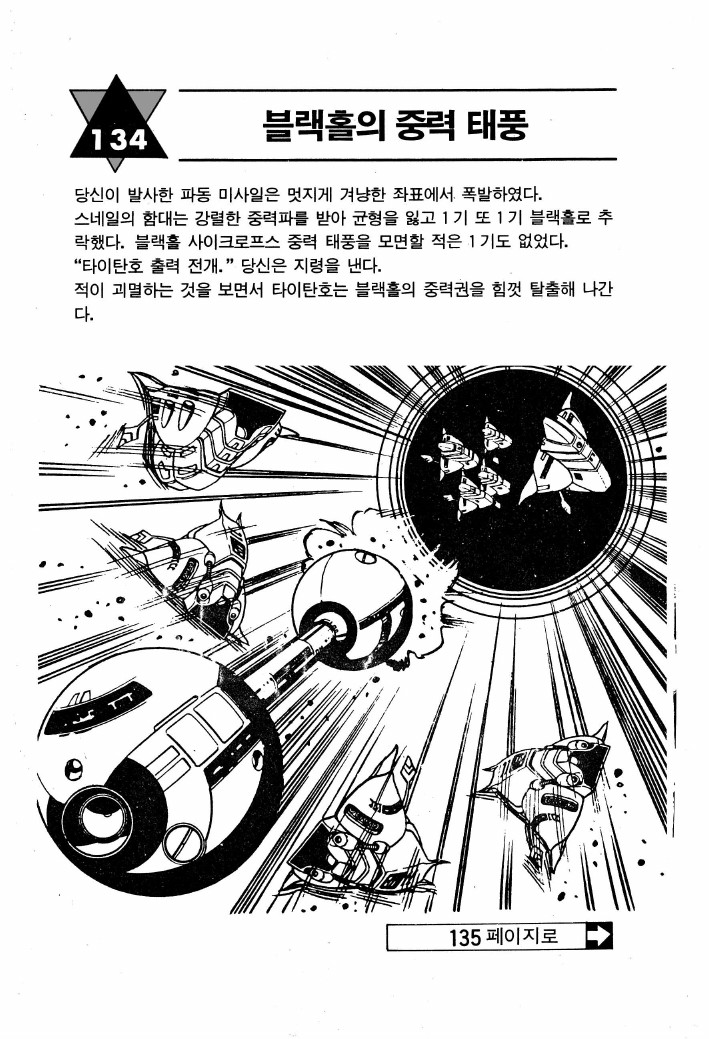 134
블랙홀의 중력 태풍
당신이 발사한 파동 미사일은 멋지게 겨냥한 좌표에서 폭발하였다.
스네일의 함대는 강렬한 중력파를 받아 균형을 잃고 1기 또 1기 블랙홀로 추
락했다. 블랙홀 사이크로프스 중력 태풍을 모면할 적은 1기도 없었다.
“타이탄호 출력 전개.” 당신은 지령을 낸다.
적이 괴멸하는 것을 보면서 타이탄호는 블랙홀의 중력권을 힘껏 탈출해 나간
다.
135 페이지로